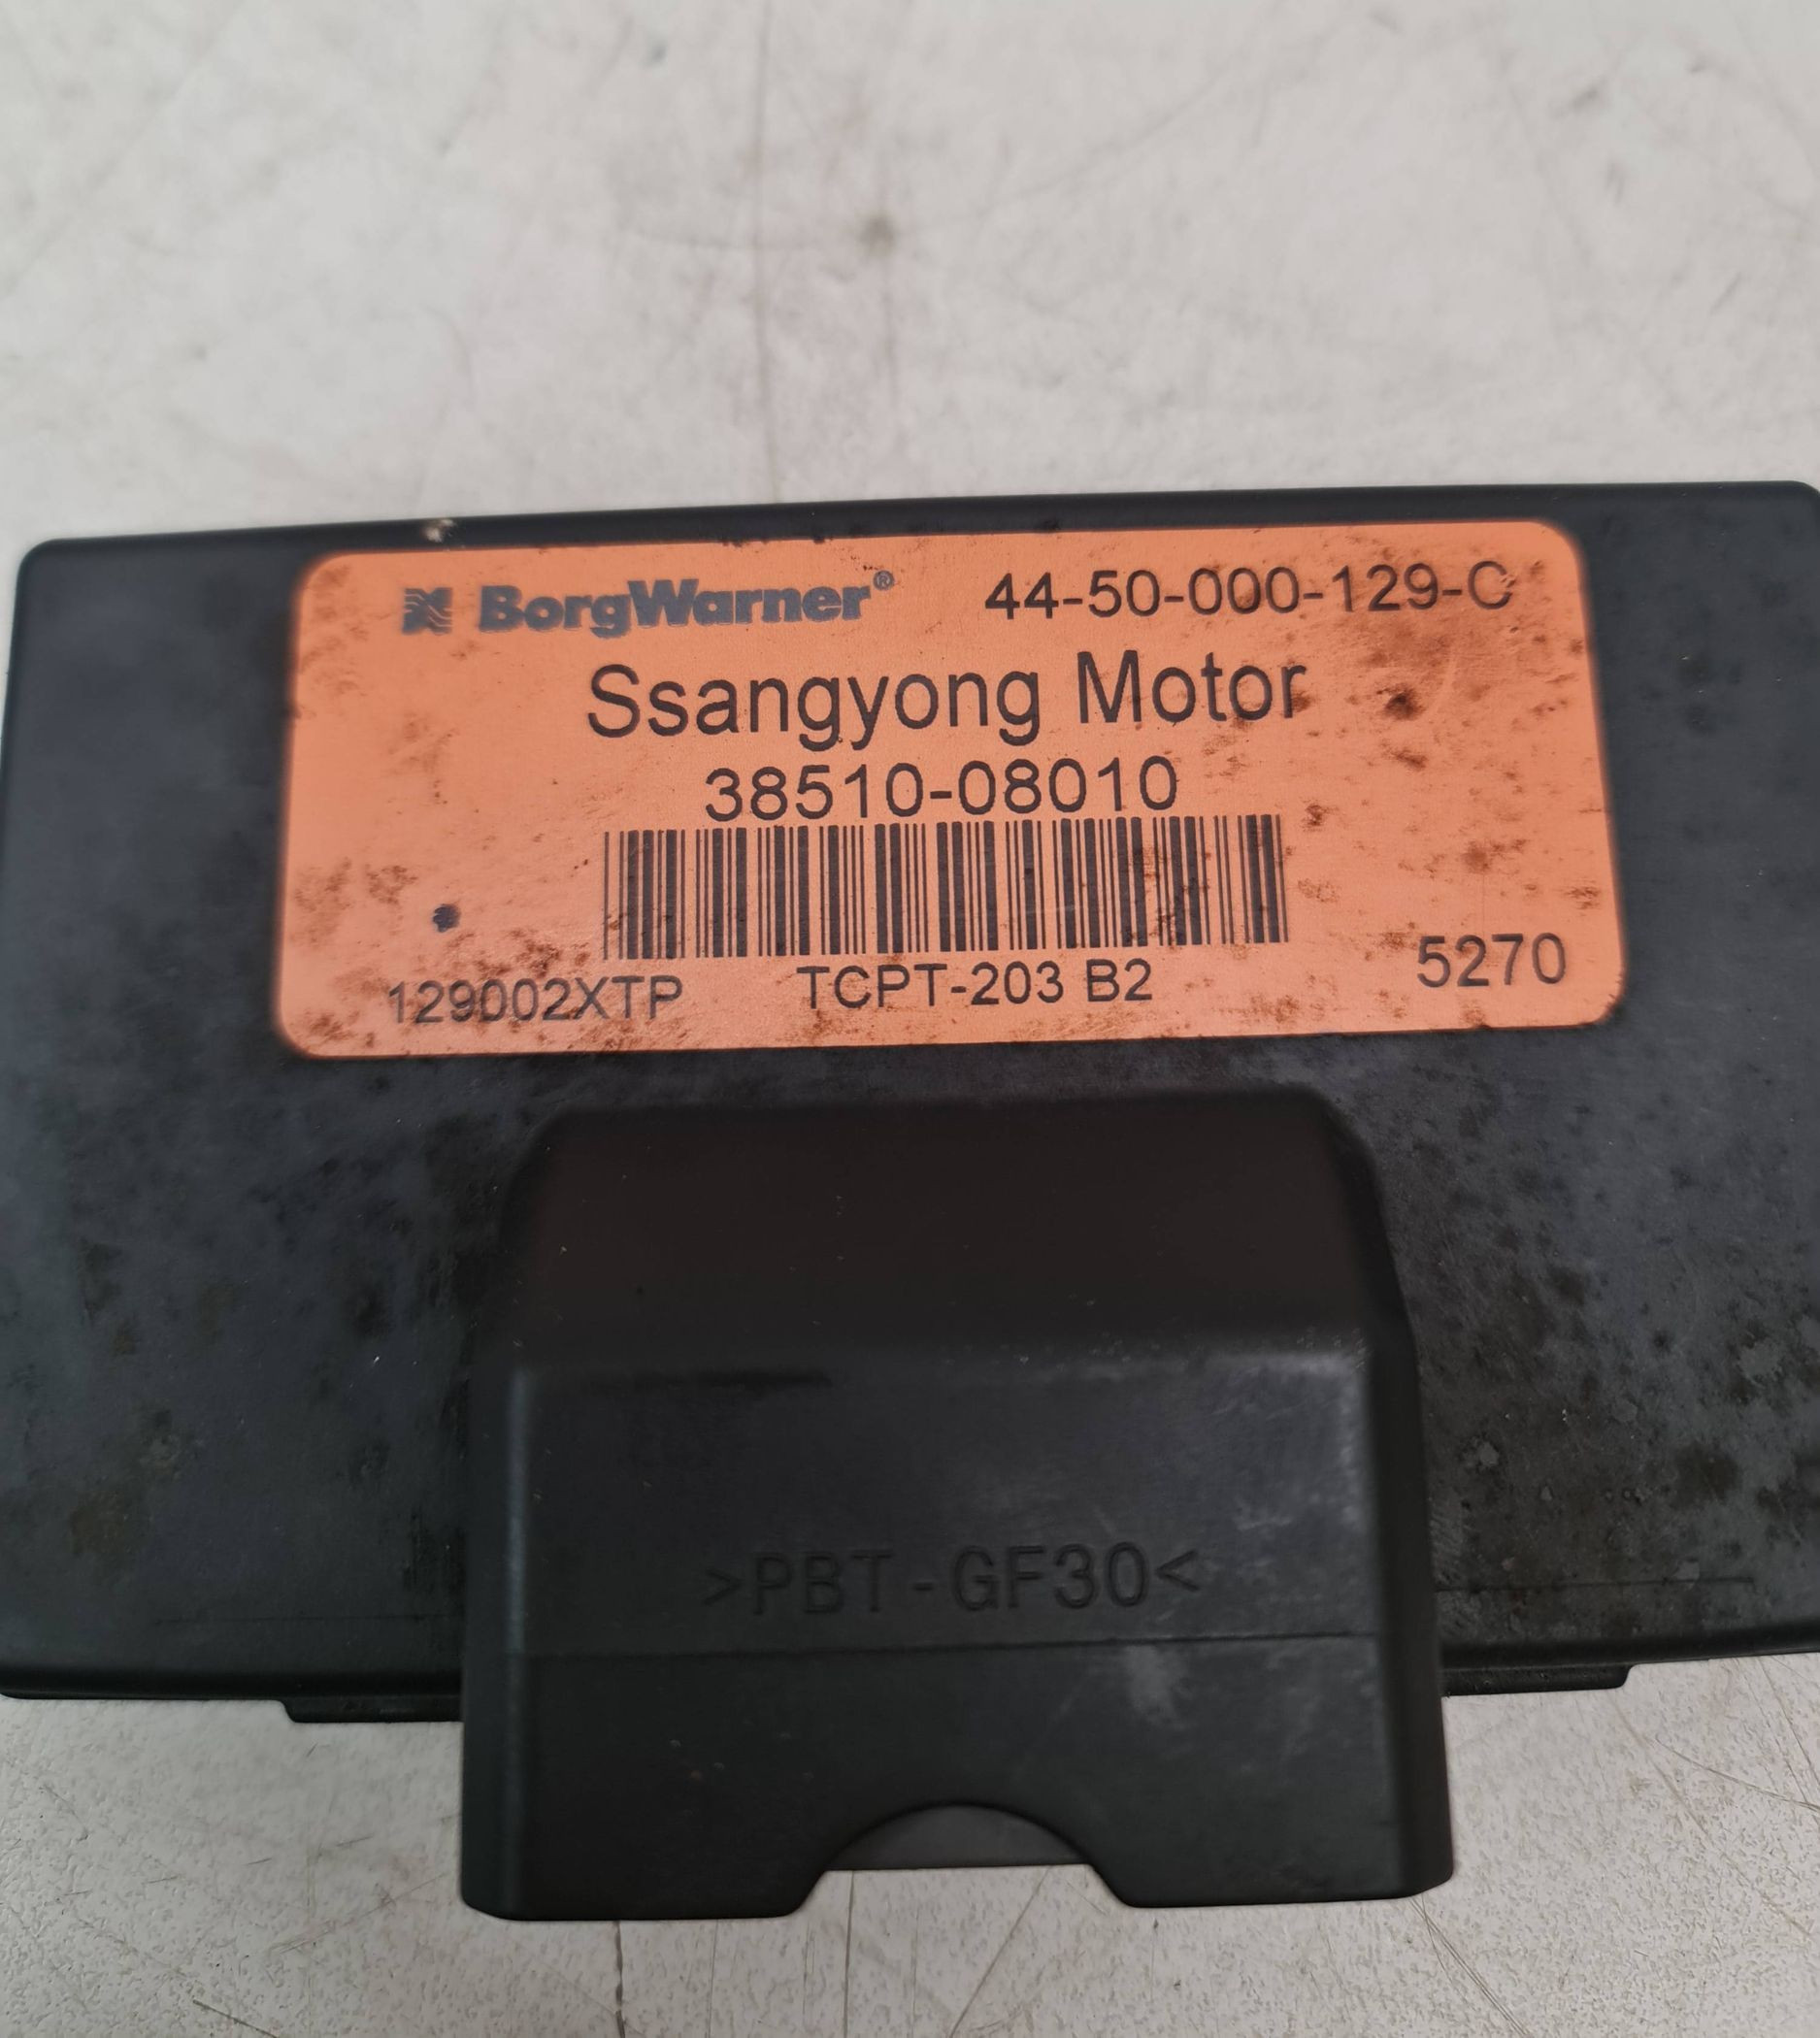 BorgWarner® 44-50-000-129-C
Ssangyong Motor
38510-08010
129002XTP TCPT-203 B2 5270
>PBT-GF30<